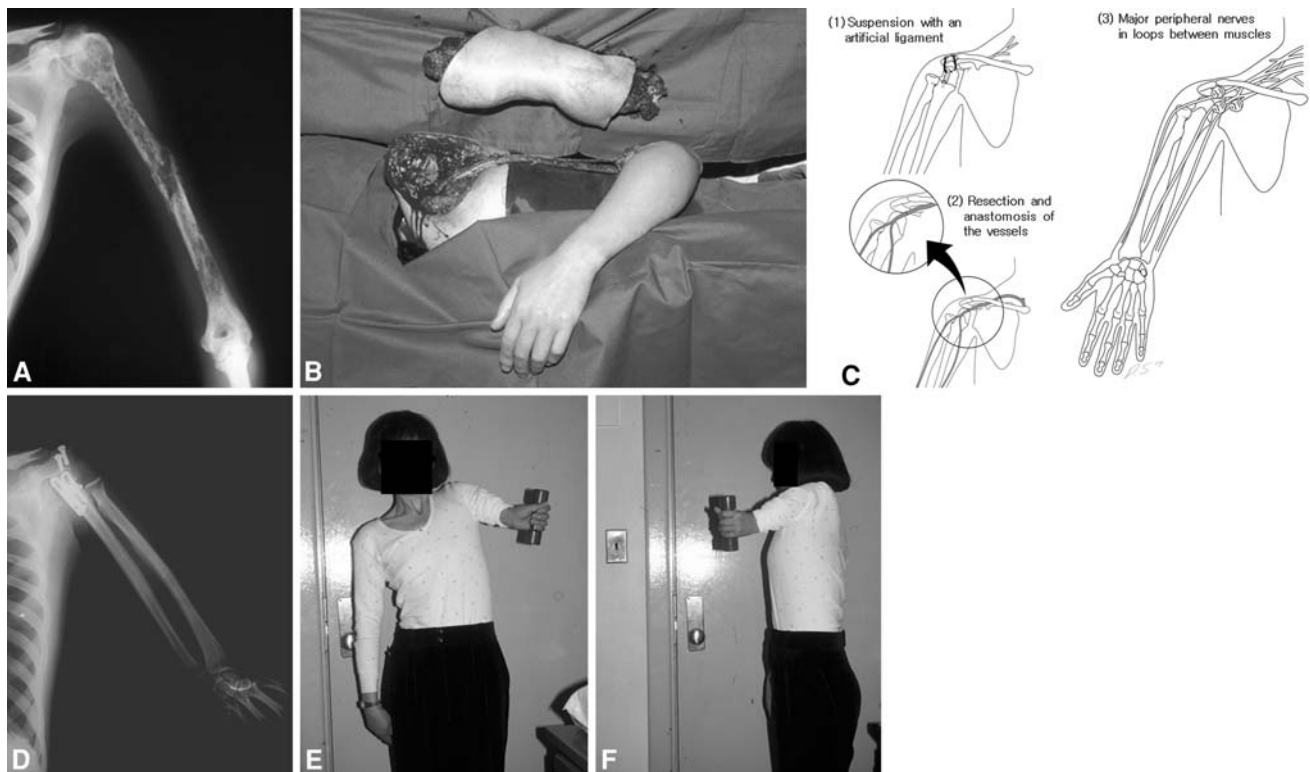 A
B
(1) Suspension with an
artificial ligament
(2) Resection and
anastomosis of
the vessels
(3) Major peripheral nerves
in loops between muscles
C
D
E
F